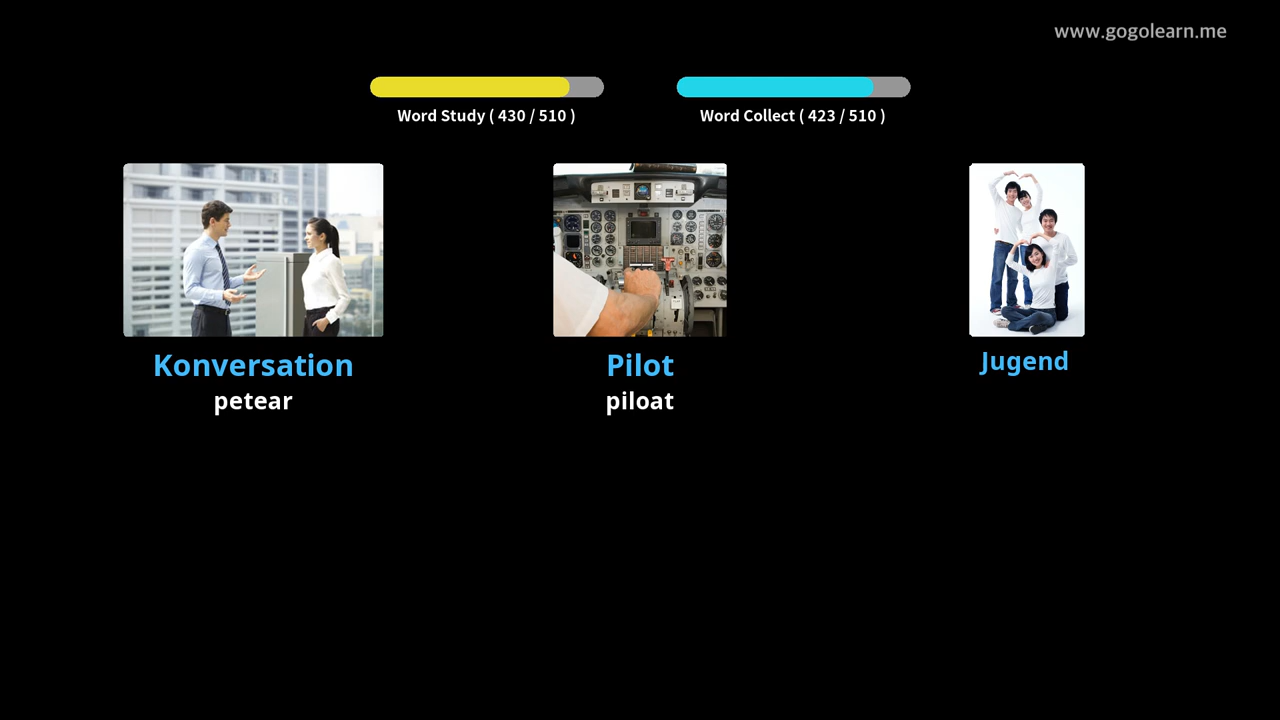 www.gogolearn.me
Word Study ( 430 / 510 )
Word Collect ( 423 / 510 )
Konversation
petear
Pilot
piloat
Jugend